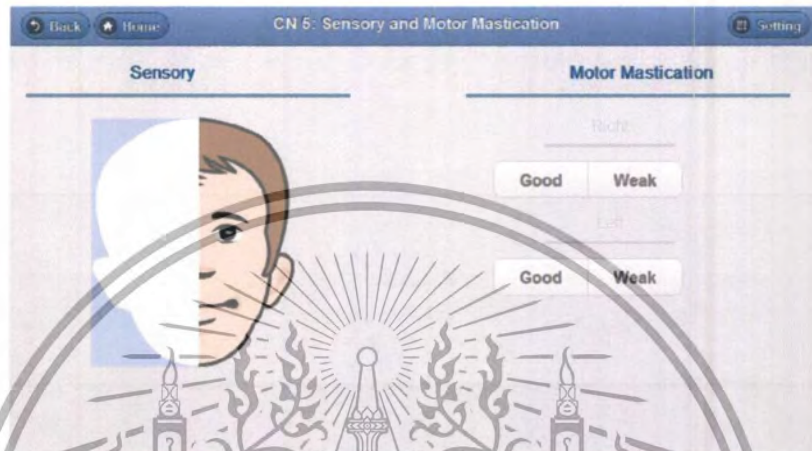 Back Home CN 5: Sensory and Motor Mastication Setting
Sensory
Motor Mastication
Right
Good Weak
Left
Good Weak